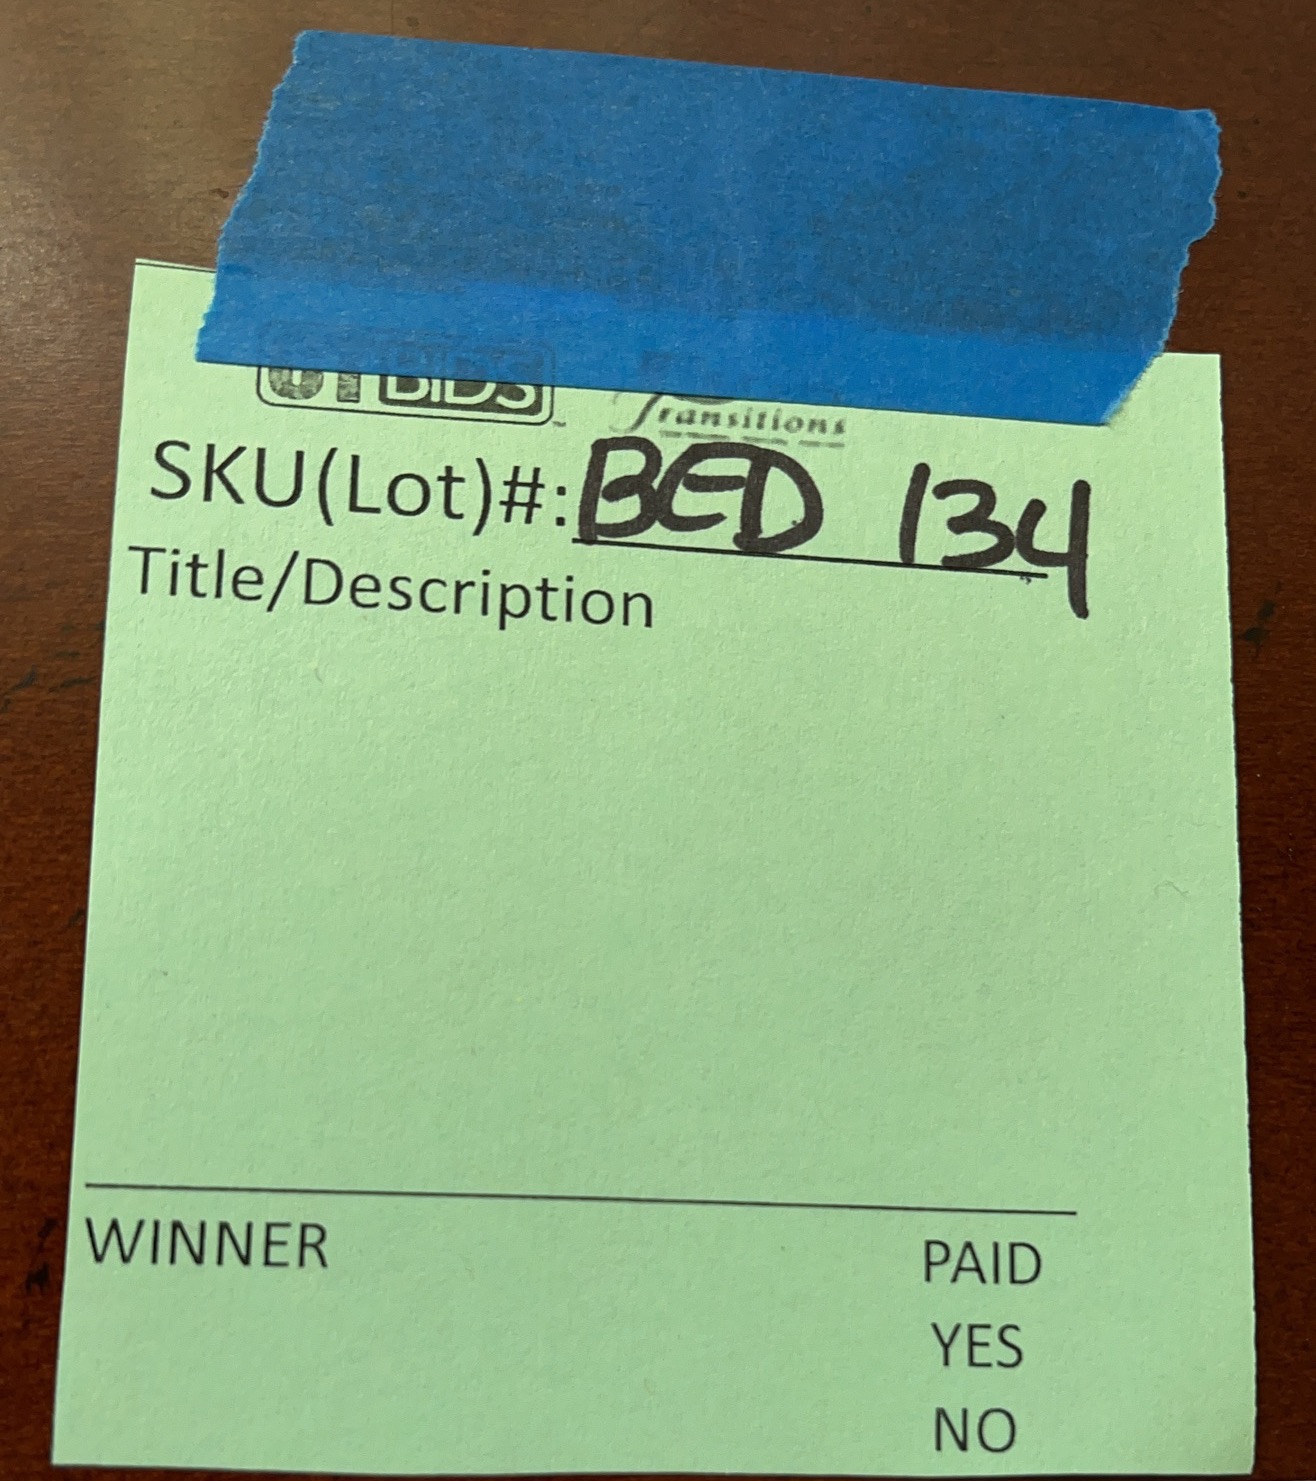 BIDS
Transitions
SKU(Lot)#: BED 134
Title/Description
WINNER PAID
YES
NO